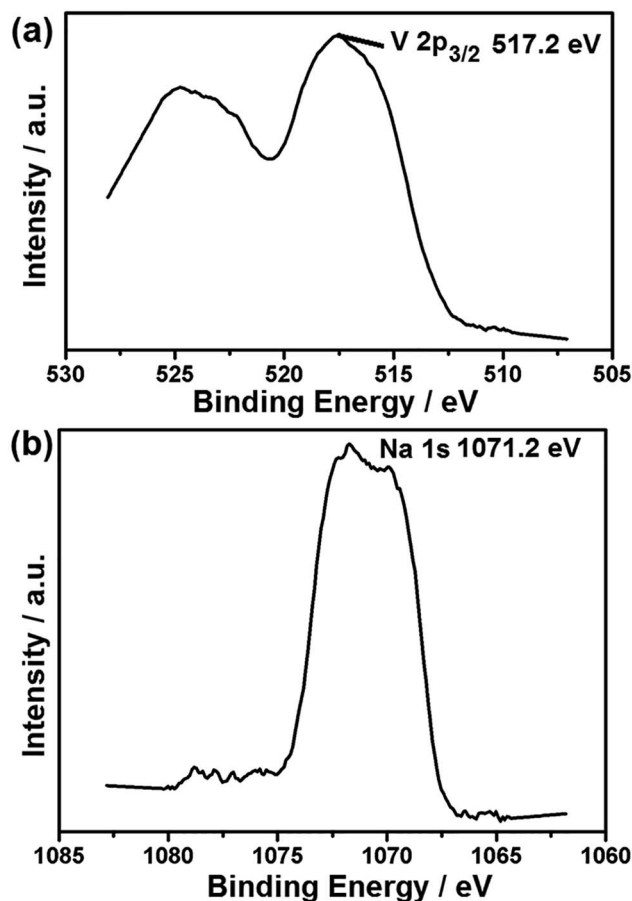 (a)
V 2p3/2 517.2 eV
Intensity / a.u.
530 525 520 515 510 505
Binding Energy / eV
(b)
Na 1s 1071.2 eV
Intensity / a.u.
1085 1080 1075 1070 1065 1060
Binding Energy / eV